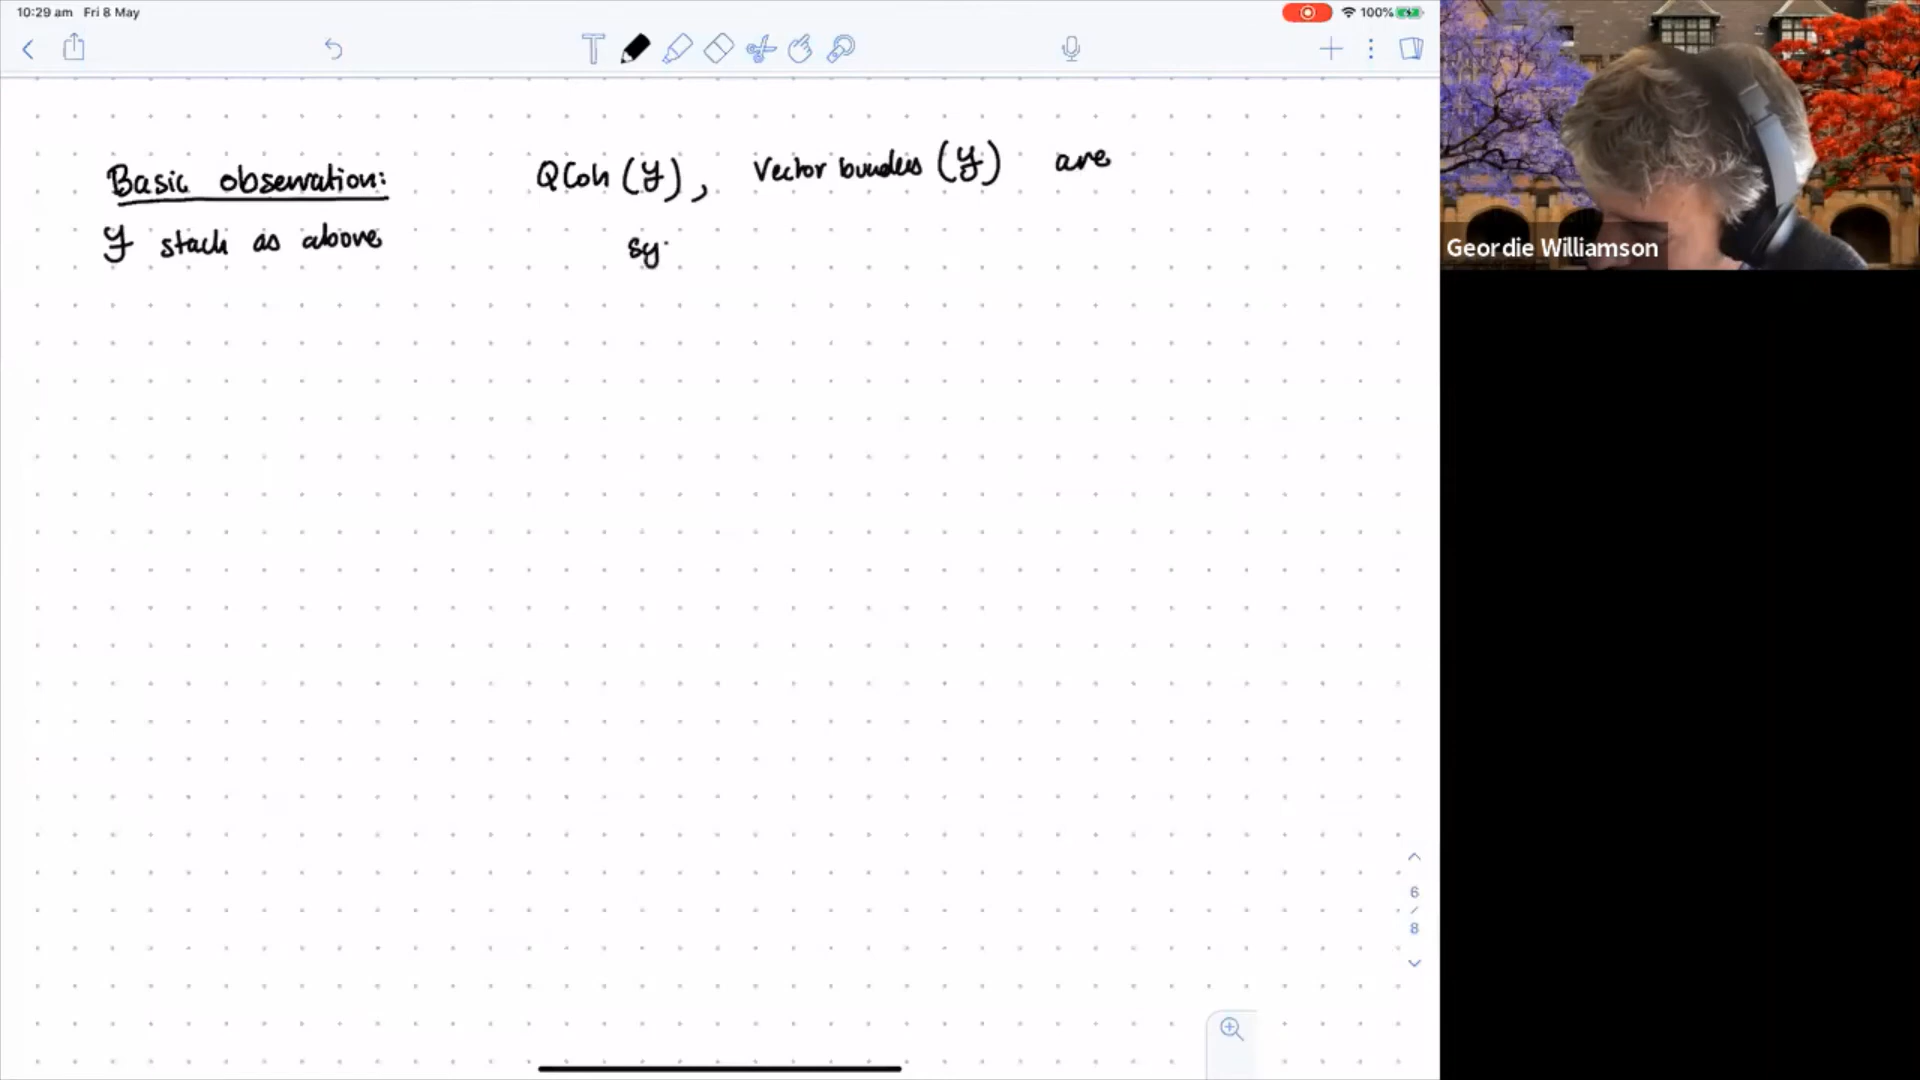 10:29 am Fri 8 May
100%
Basic observation: QCoh (Y), Vector bundles (Y) are
Y stack as above sy
Geordie Williamson
6
/
8